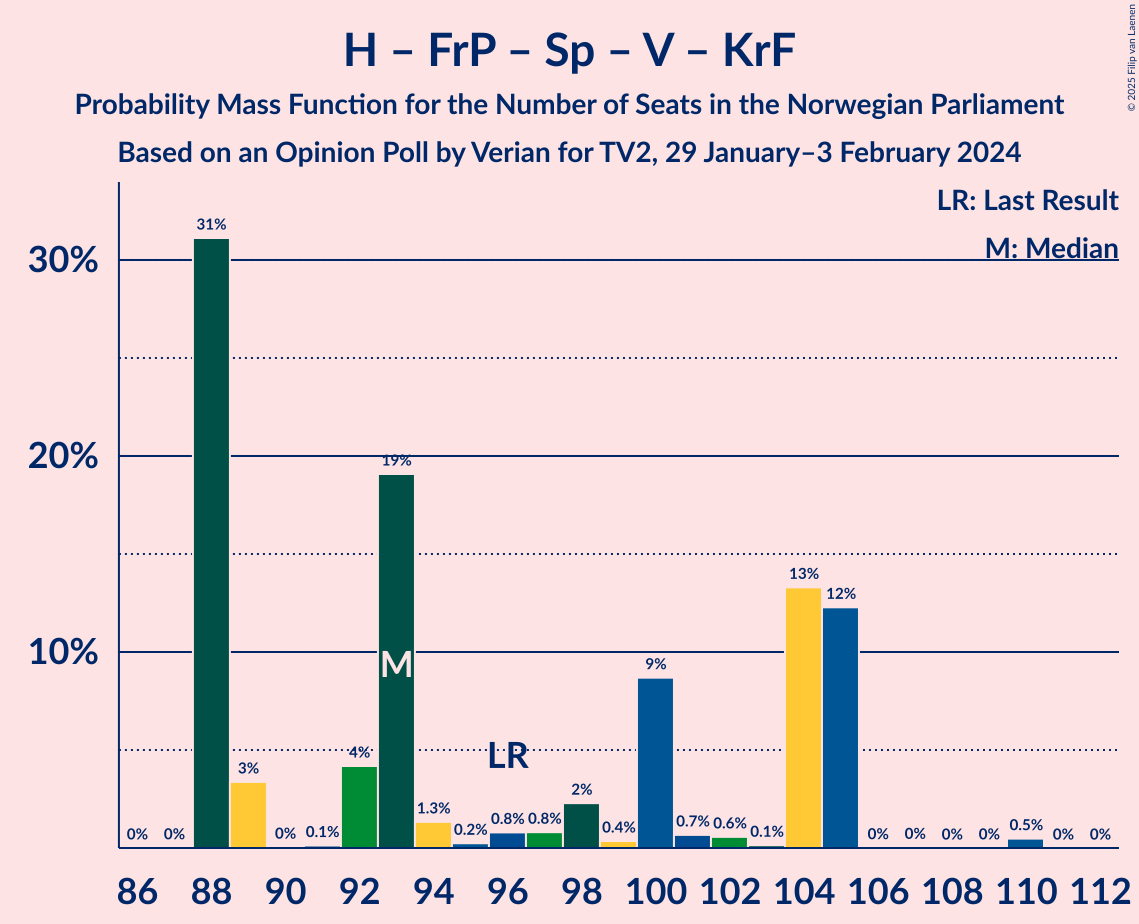 H – FrP – Sp – V – KrF
Probability Mass Function for the Number of Seats in the Norwegian Parliament
Based on an Opinion Poll by Verian for TV2, 29 January–3 February 2024
© 2025 Filip van Laenen
LR: Last Result
M: Median
30%
20%
10%
0% 0% 31% 3% 0% 0.1% 4% 19% 1.3% 0.2% 0.8% 0.8% 2% 0.4% 9% 0.7% 0.6% 0.1% 13% 12% 0% 0% 0% 0% 0.5% 0% 0%
M
LR
86 88 90 92 94 96 98 100 102 104 106 108 110 112